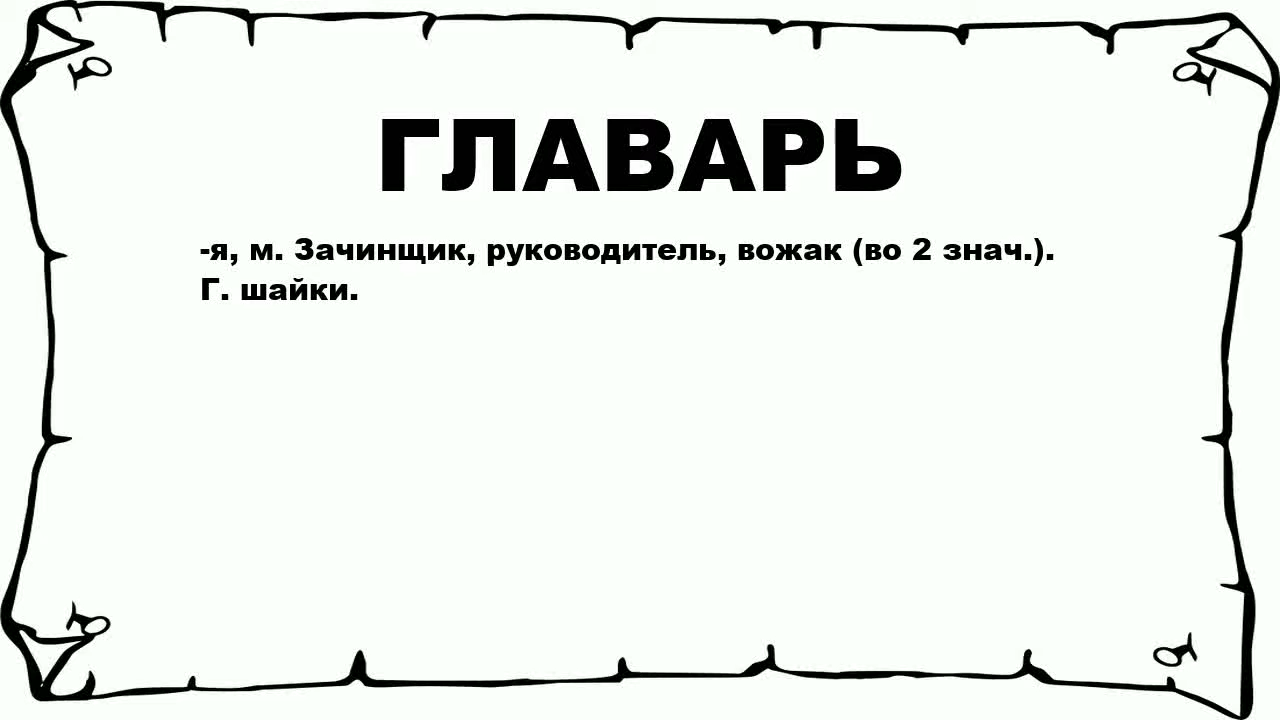 ГЛАВАРЬ
-я, м. Зачинщик, руководитель, вожак (во 2 знач.).
Г. шайки.